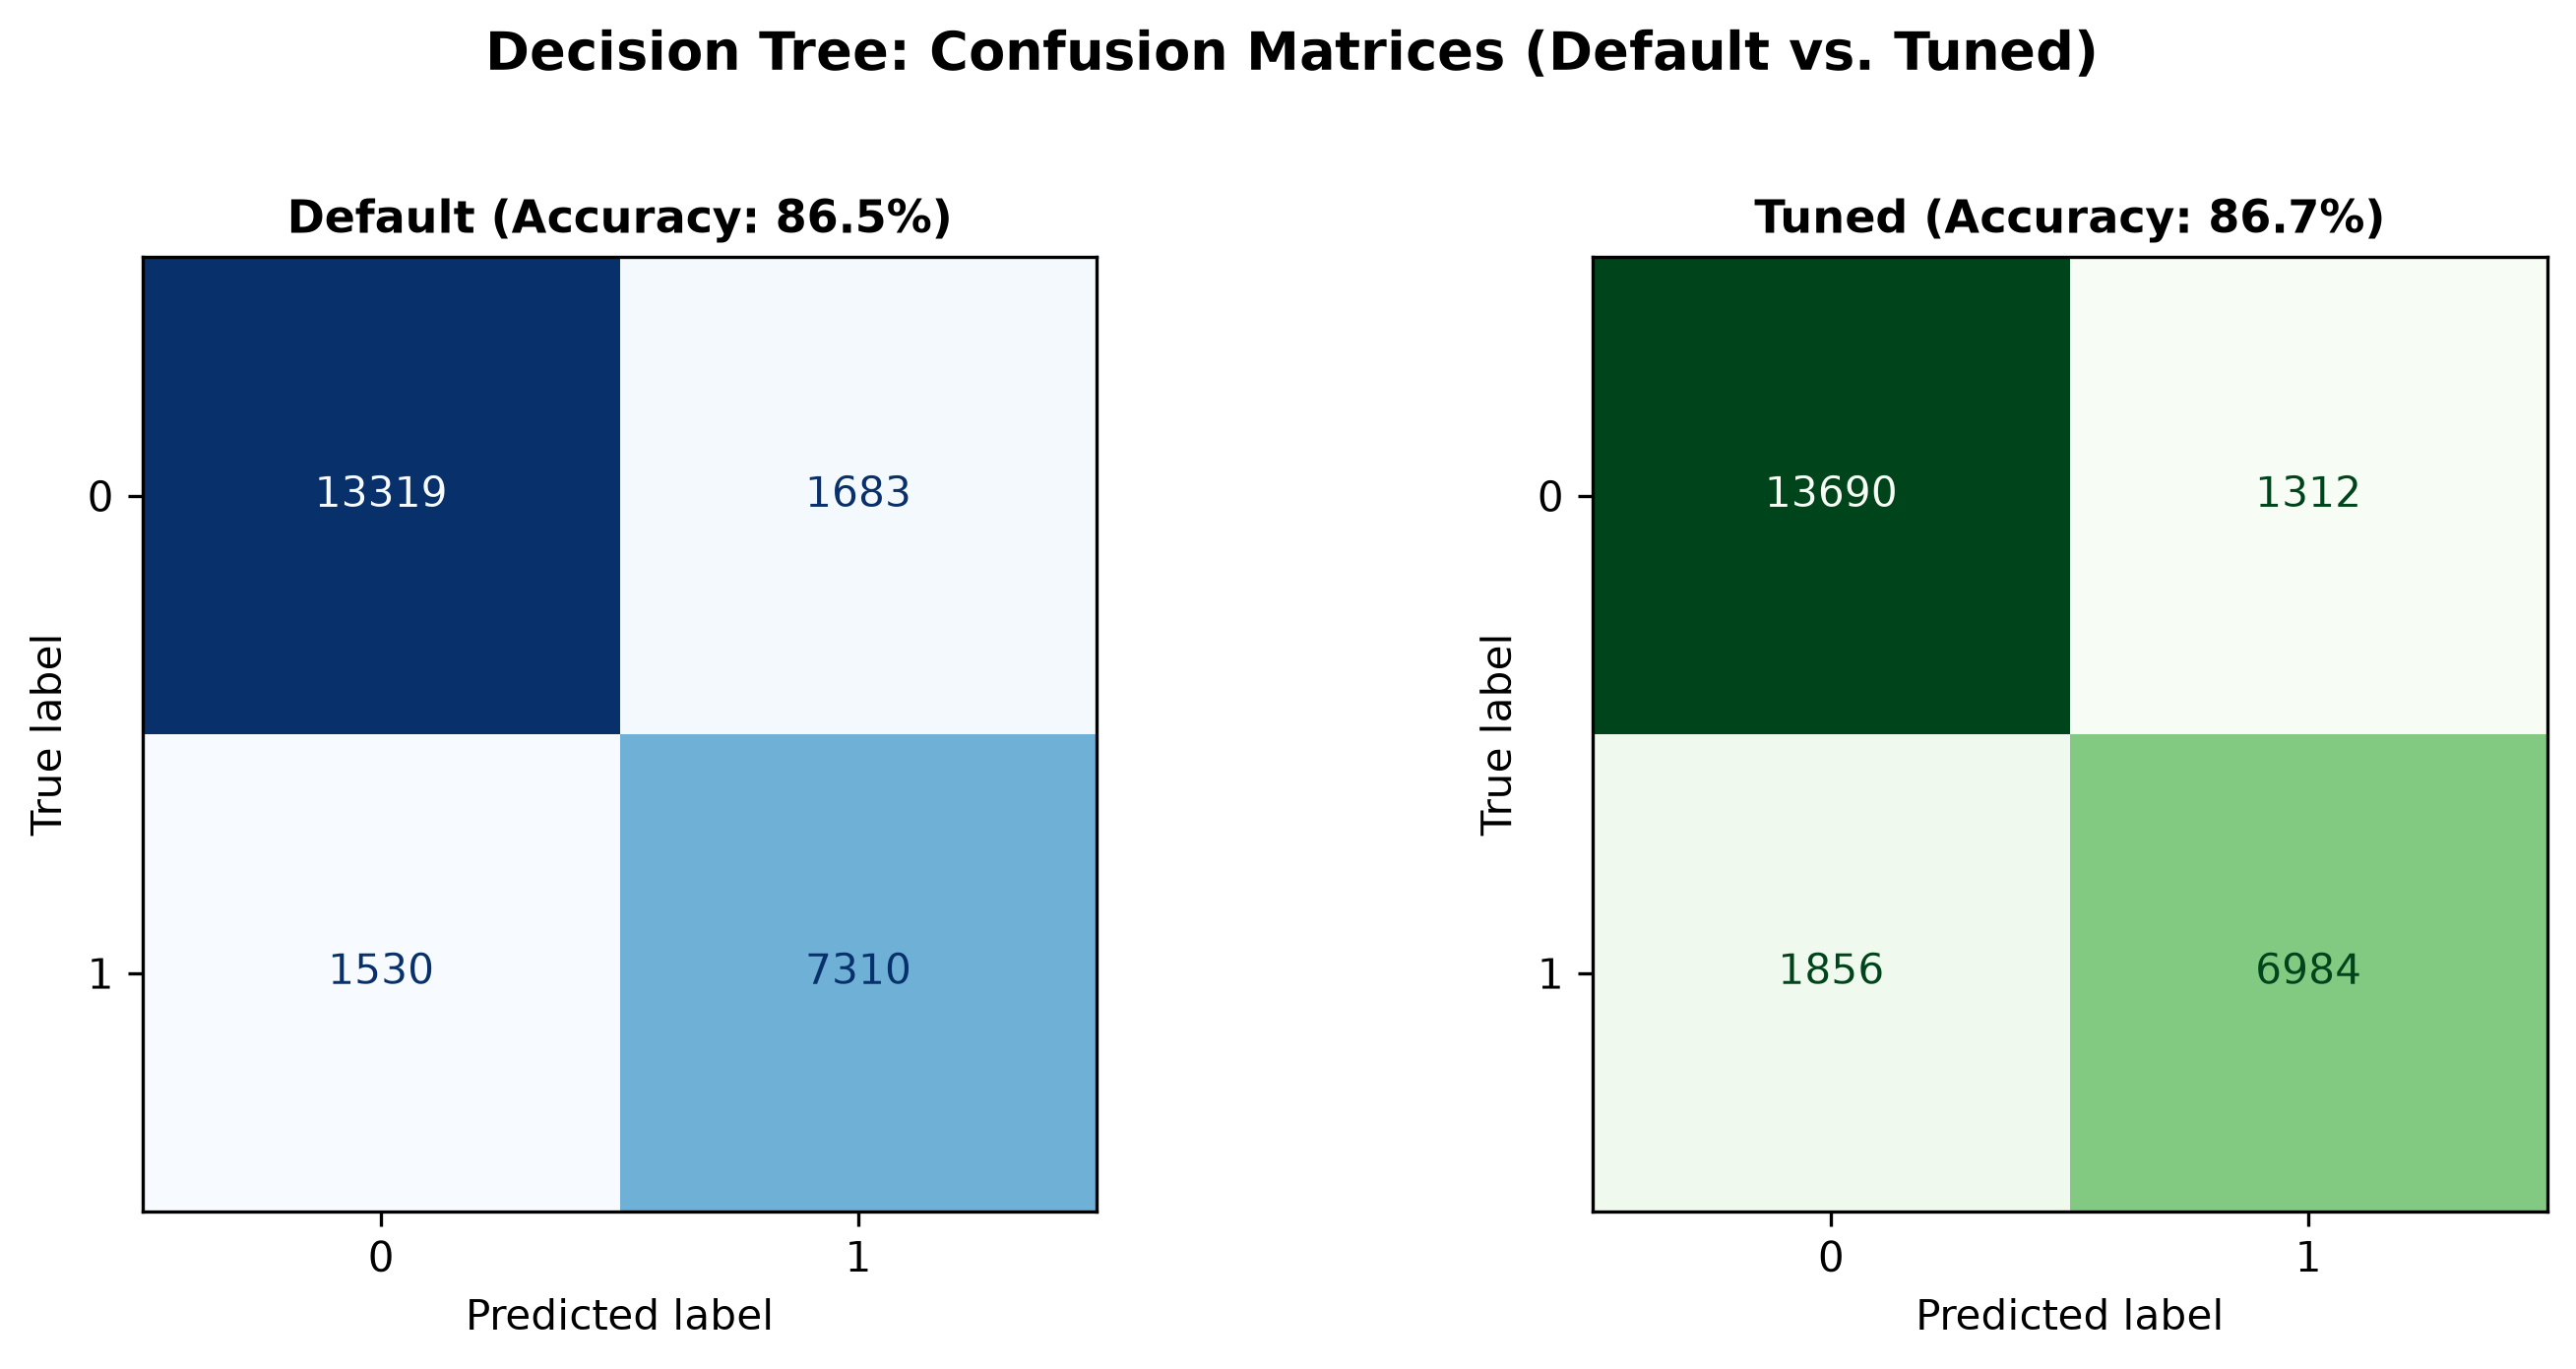 Decision Tree: Confusion Matrices (Default vs. Tuned)
Default (Accuracy: 86.5%)
True label
0
13319 1683
1
1530 7310
0 1
Predicted label
Tuned (Accuracy: 86.7%)
True label
0
13690 1312
1
1856 6984
0 1
Predicted label